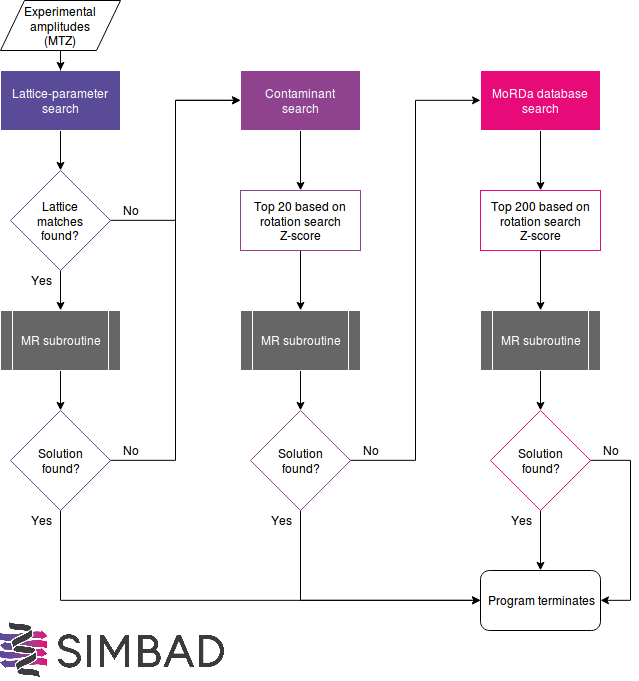 Experimental
amplitudes
(MTZ)
Lattice-parameter
search
Lattice
matches
found?
No
Yes
MR subroutine
Solution
found?
No
Yes
Contaminant
search
Top 20 based on
rotation search
Z-score
MR subroutine
Solution
found?
No
Yes
MoRDa database
search
Top 200 based on
rotation search
Z-score
MR subroutine
Solution
found?
No
Yes
Program terminates
SIMBAD